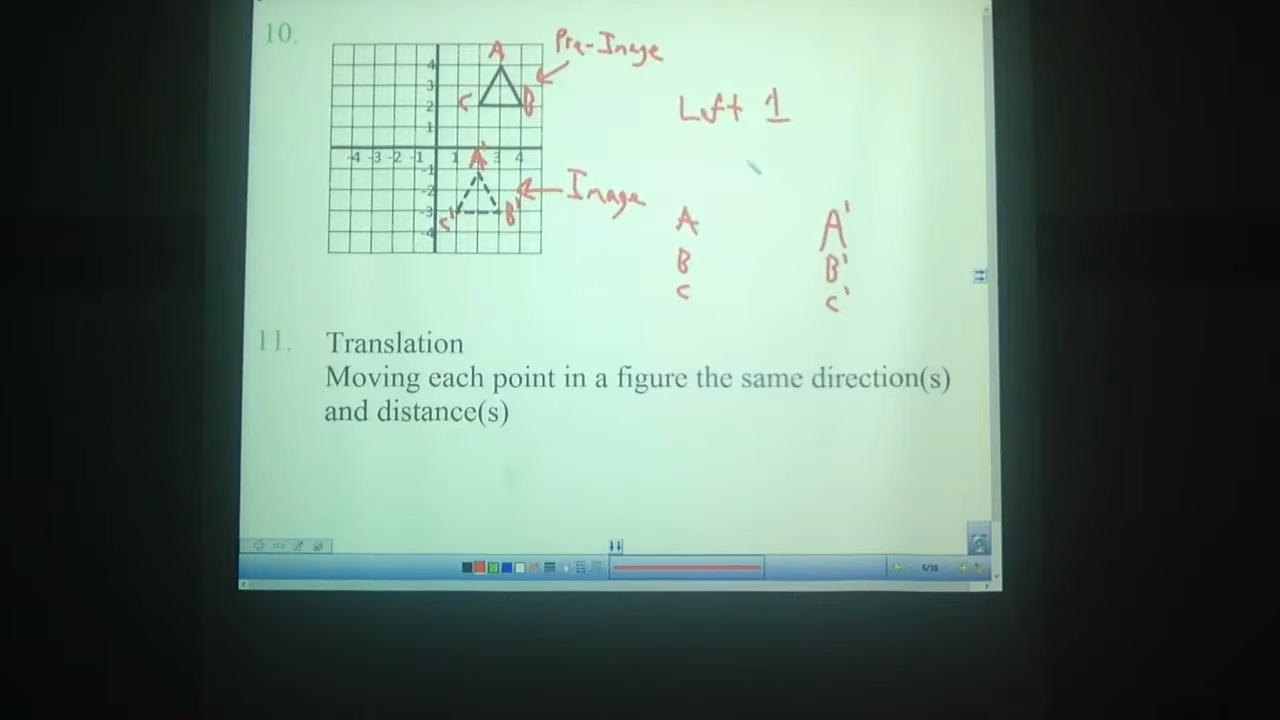 10.
A
Pre-Image
4
3
C
B
2
Left 1
1
-4 -3 -2 -1 1 A' 3 4
-1
-2
Image
-3
C'
B'
-4
A A'
B B'
C C'
11. Translation
Moving each point in a figure the same direction(s)
and distance(s)